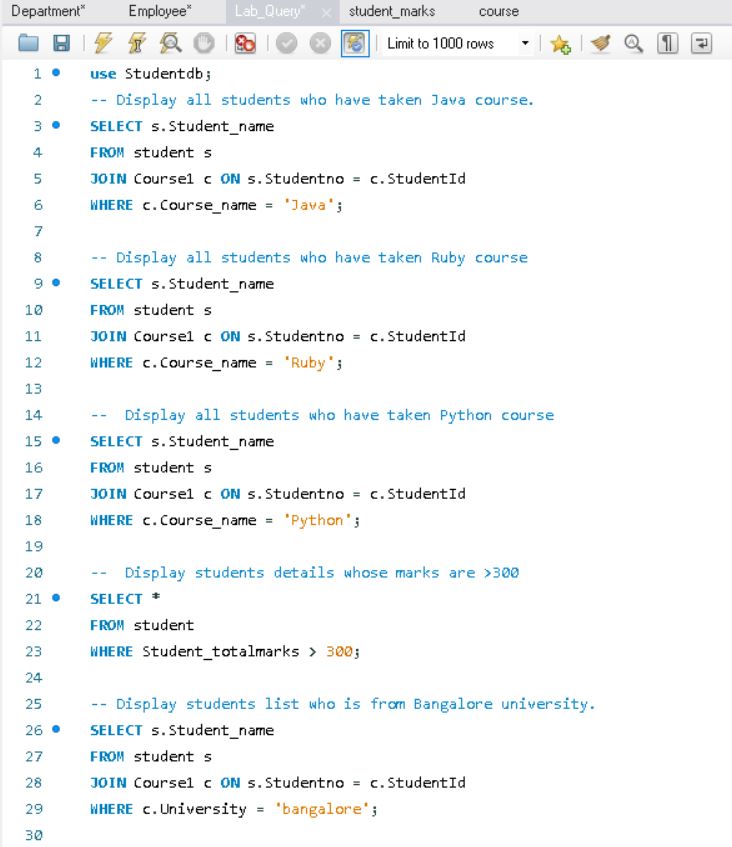 Department* Employee* Lab_Query* student_marks course
Limit to 1000 rows
1 use Studentdb;
2 -- Display all students who have taken Java course.
3 SELECT s.Student_name
4 FROM student s
5 JOIN Course1 c ON s.Studentno = c.StudentId
6 WHERE c.Course_name = 'Java';
7
8 -- Display all students who have taken Ruby course
9 SELECT s.Student_name
10 FROM student s
11 JOIN Course1 c ON s.Studentno = c.StudentId
12 WHERE c.Course_name = 'Ruby';
13
14 --  Display all students who have taken Python course
15 SELECT s.Student_name
16 FROM student s
17 JOIN Course1 c ON s.Studentno = c.StudentId
18 WHERE c.Course_name = 'Python';
19
20 --  Display students details whose marks are >300
21 SELECT *
22 FROM student
23 WHERE Student_totalmarks > 300;
24
25 -- Display students list who is from Bangalore university.
26 SELECT s.Student_name
27 FROM student s
28 JOIN Course1 c ON s.Studentno = c.StudentId
29 WHERE c.University = 'bangalore';
30